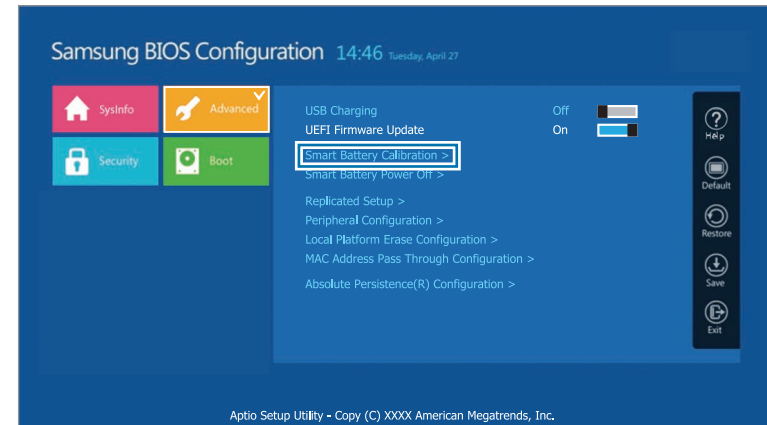 Samsung BIOS Configuration 14:46 Tuesday, April 27
SysInfo
Advanced
Security
Boot
USB Charging Off
UEFI Firmware Update On
Smart Battery Calibration >
Smart Battery Power Off >
Replicated Setup >
Peripheral Configuration >
Local Platform Erase Configuration >
MAC Address Pass Through Configuration >
Absolute Persistence(R) Configuration >
Help
Default
Restore
Save
Exit
Aptio Setup Utility - Copy (C) XXXX American Megatrends, Inc.